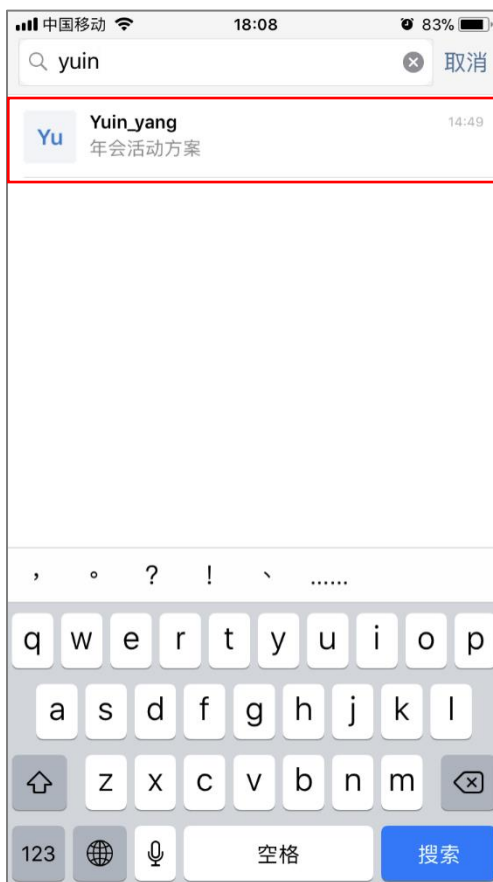 中国移动 18:08 83%
yuin 取消
Yu Yuin_yang 14:49
年会活动方案
， 。 ？ ！ 、 ……
q w e r t y u i o p
a s d f g h j k l
z x c v b n m
123 空格 搜索